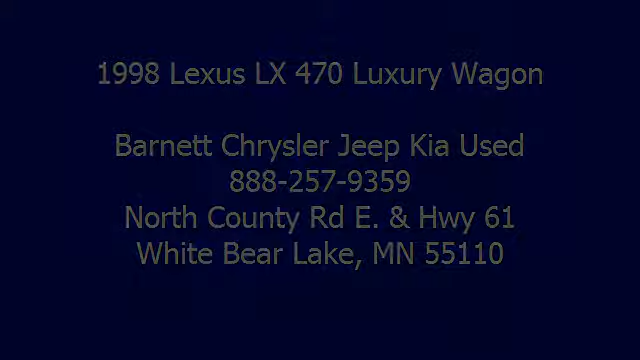 1998 Lexus LX 470 Luxury Wagon
Barnett Chrysler Jeep Kia Used
888-257-9359
North County Rd E. & Hwy 61
White Bear Lake, MN 55110